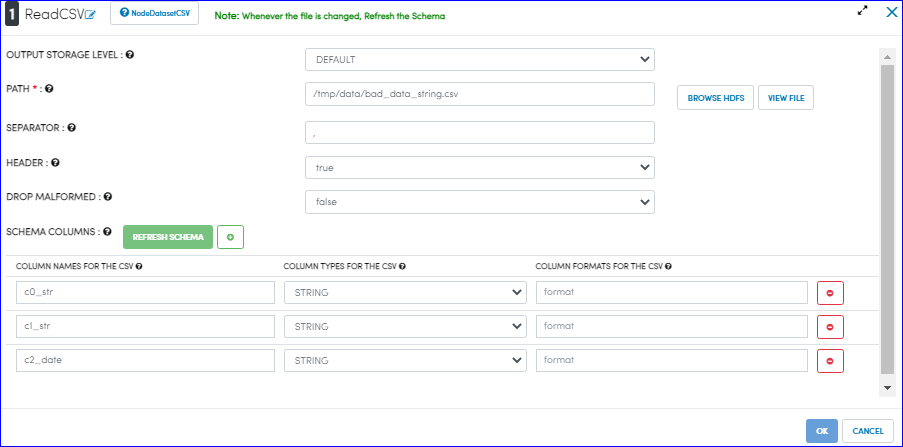 1 ReadCSV NodeDatasetCSV Note: Whenever the file is changed, Refresh the Schema
OUTPUT STORAGE LEVEL : DEFAULT
PATH * : /tmp/data/bad_data_string.csv BROWSE HDFS VIEW FILE
SEPARATOR : ,
HEADER : true
DROP MALFORMED : false
SCHEMA COLUMNS : REFRESH SCHEMA
COLUMN NAMES FOR THE CSV COLUMN TYPES FOR THE CSV COLUMN FORMATS FOR THE CSV
c0_str STRING format
c1_str STRING format
c2_date STRING format
OK CANCEL